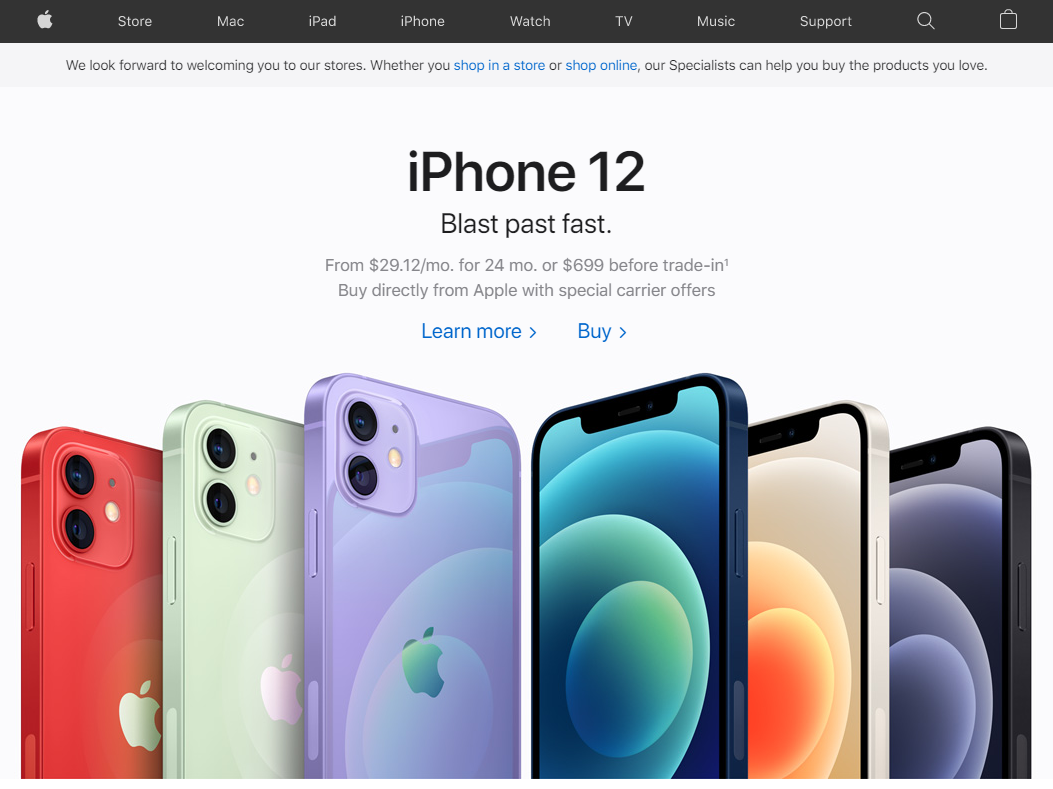 Store Mac iPad iPhone Watch TV Music Support
We look forward to welcoming you to our stores. Whether you shop in a store or shop online, our Specialists can help you buy the products you love.
iPhone 12
Blast past fast.
From $29.12/mo. for 24 mo. or $699 before trade-in¹
Buy directly from Apple with special carrier offers
Learn more > Buy >